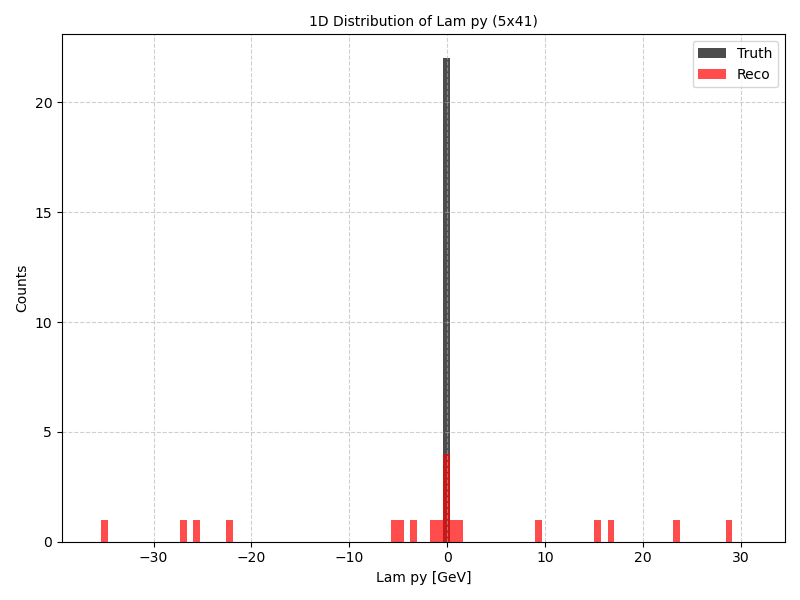 1D Distribution of Lam py (5x41)
Truth
Reco
Counts
20
15
10
5
0
−30
−20
−10
0
10
20
30
Lam py [GeV]